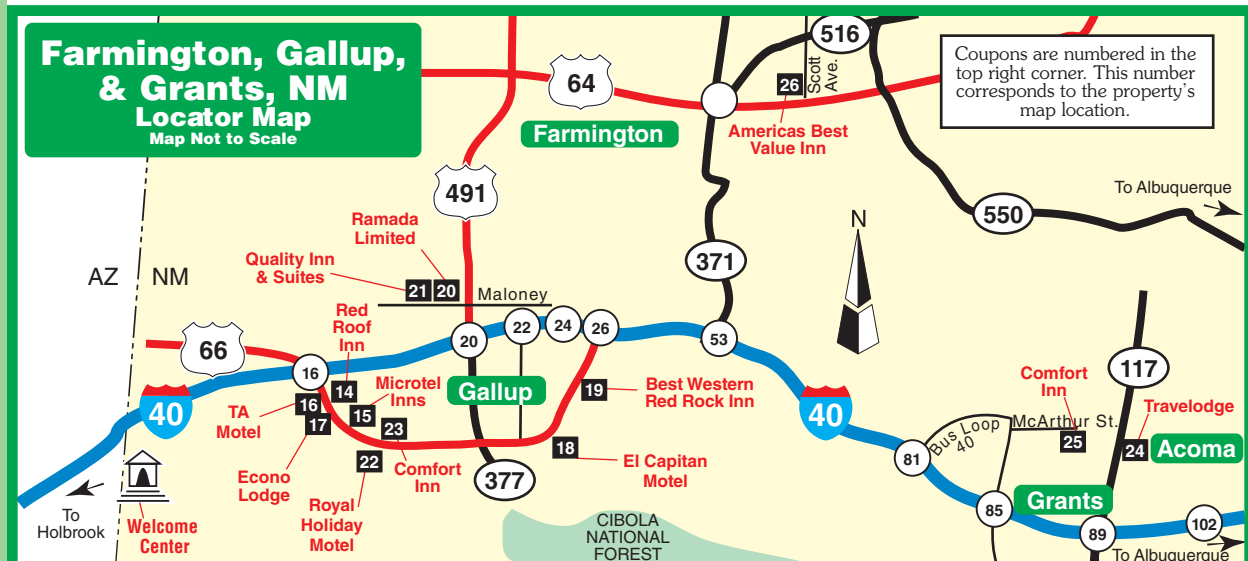 Farmington, Gallup,
& Grants, NM
Locator Map
Map Not to Scale
Coupons are numbered in the
top right corner. This number
corresponds to the property's
map location.
64
516
Scott
Ave.
26
Farmington
Americas Best
Value Inn
491
550
To Albuquerque
371
N
AZ
NM
Ramada
Limited
Quality Inn
& Suites
21
20
Maloney
66
Red
Roof
Inn
20
22
24
26
53
16
14
Microtel
Inns
15
16
17
TA
Motel
23
Gallup
19
Best Western
Red Rock Inn
40
40
Comfort
Inn
117
Travelodge
McArthur St.
25
24
Acoma
Bus Loop
40
81
18
El Capitan
Motel
22
Comfort
Inn
377
Econo
Lodge
Royal
Holiday
Motel
To
Holbrook
Welcome
Center
CIBOLA
NATIONAL
FOREST
Grants
85
89
102
To Albuquerque